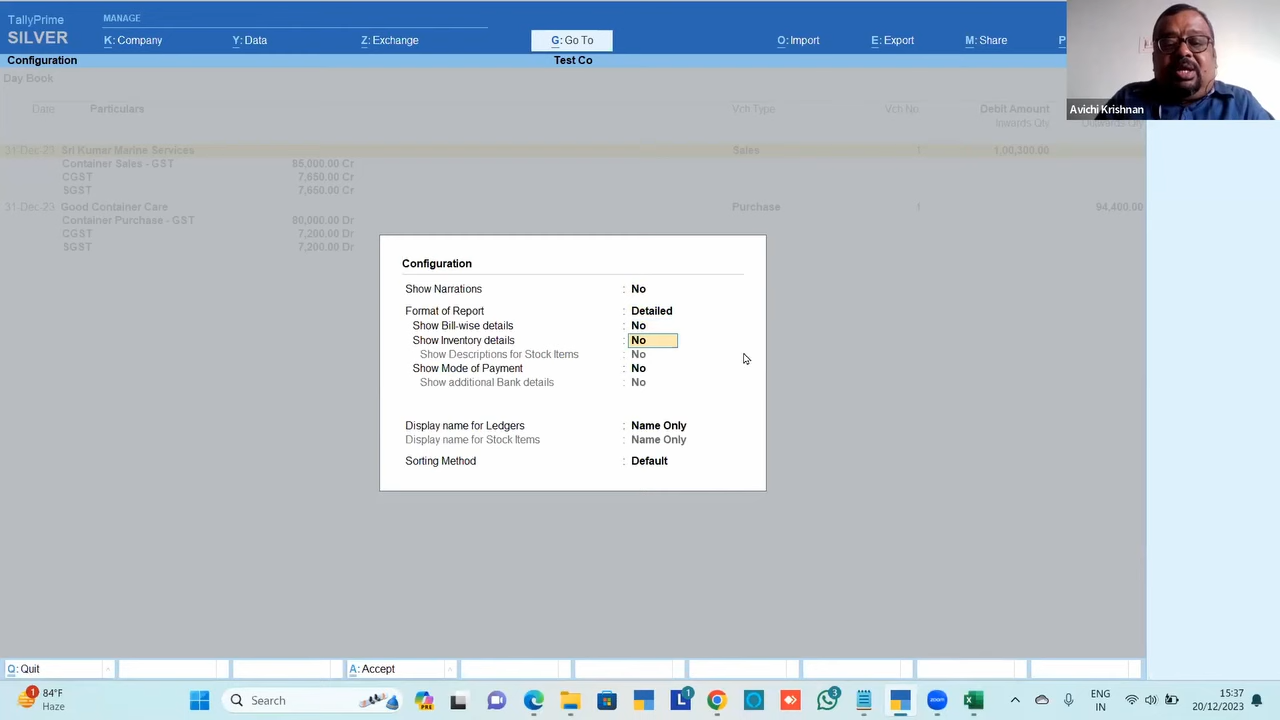 TallyPrime
SILVER
MANAGE
K: Company
Y: Data
Z: Exchange
G: Go To
O: Import
E: Export
M: Share
P
Configuration
Test Co
Avichi Krishnan
Day Book
Date
Particulars
Vch Type
Vch No
Debit Amount
Inwards Qty
Outwards Qty
31-Dec-23 Sri Kumar Marine Services Sales 1 1,00,300.00
Container Sales - GST 85,000.00 Cr
CGST 7,650.00 Cr
SGST 7,650.00 Cr
31-Dec-23 Good Container Care Purchase 1 94,400.00
Container Purchase - GST 80,000.00 Dr
CGST 7,200.00 Dr
SGST 7,200.00 Dr
Configuration
Show Narrations : No
Format of Report : Detailed
Show Bill-wise details : No
Show Inventory details : No
Show Descriptions for Stock Items : No
Show Mode of Payment : No
Show additional Bank details : No
Display name for Ledgers : Name Only
Display name for Stock Items : Name Only
Sorting Method : Default
Q: Quit
A: Accept
1
84°F
Haze
Search
PRE
1
3
zoom
ENG
IN
15:37
20/12/2023